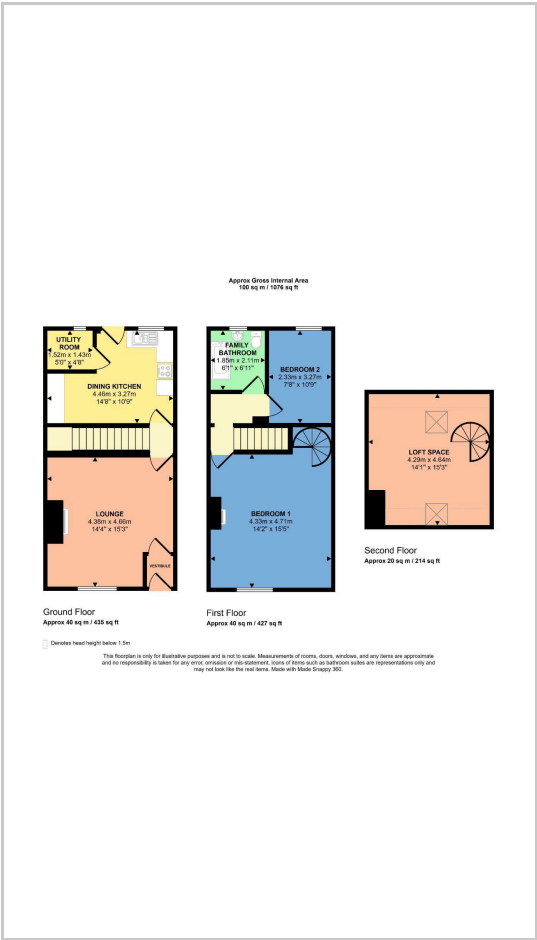 Approx Gross Internal Area
100 sq m / 1076 sq ft
UTILITY
ROOM
1.52m x 1.43m
5'0" x 4'8"
DINING KITCHEN
4.46m x 3.27m
14'8" x 10'9"
LOUNGE
4.38m x 4.66m
14'4" x 15'3"
VESTIBULE
Ground Floor
Approx 40 sq m / 435 sq ft
FAMILY
BATHROOM
1.85m x 2.11m
6'1" x 6'11"
BEDROOM 2
2.33m x 3.27m
7'8" x 10'9"
BEDROOM 1
4.33m x 4.71m
14'2" x 15'5"
First Floor
Approx 40 sq m / 427 sq ft
LOFT SPACE
4.29m x 4.64m
14'1" x 15'3"
Second Floor
Approx 20 sq m / 214 sq ft
Denotes head height below 1.5m
This floorplan is only for illustrative purposes and is not to scale. Measurements of rooms, doors, windows, and any items are approximate
and no responsibility is taken for any error, omission or mis-statement. Icons of items such as bathroom suites are representations only and
may not look like the real items. Made with Made Snappy 360.